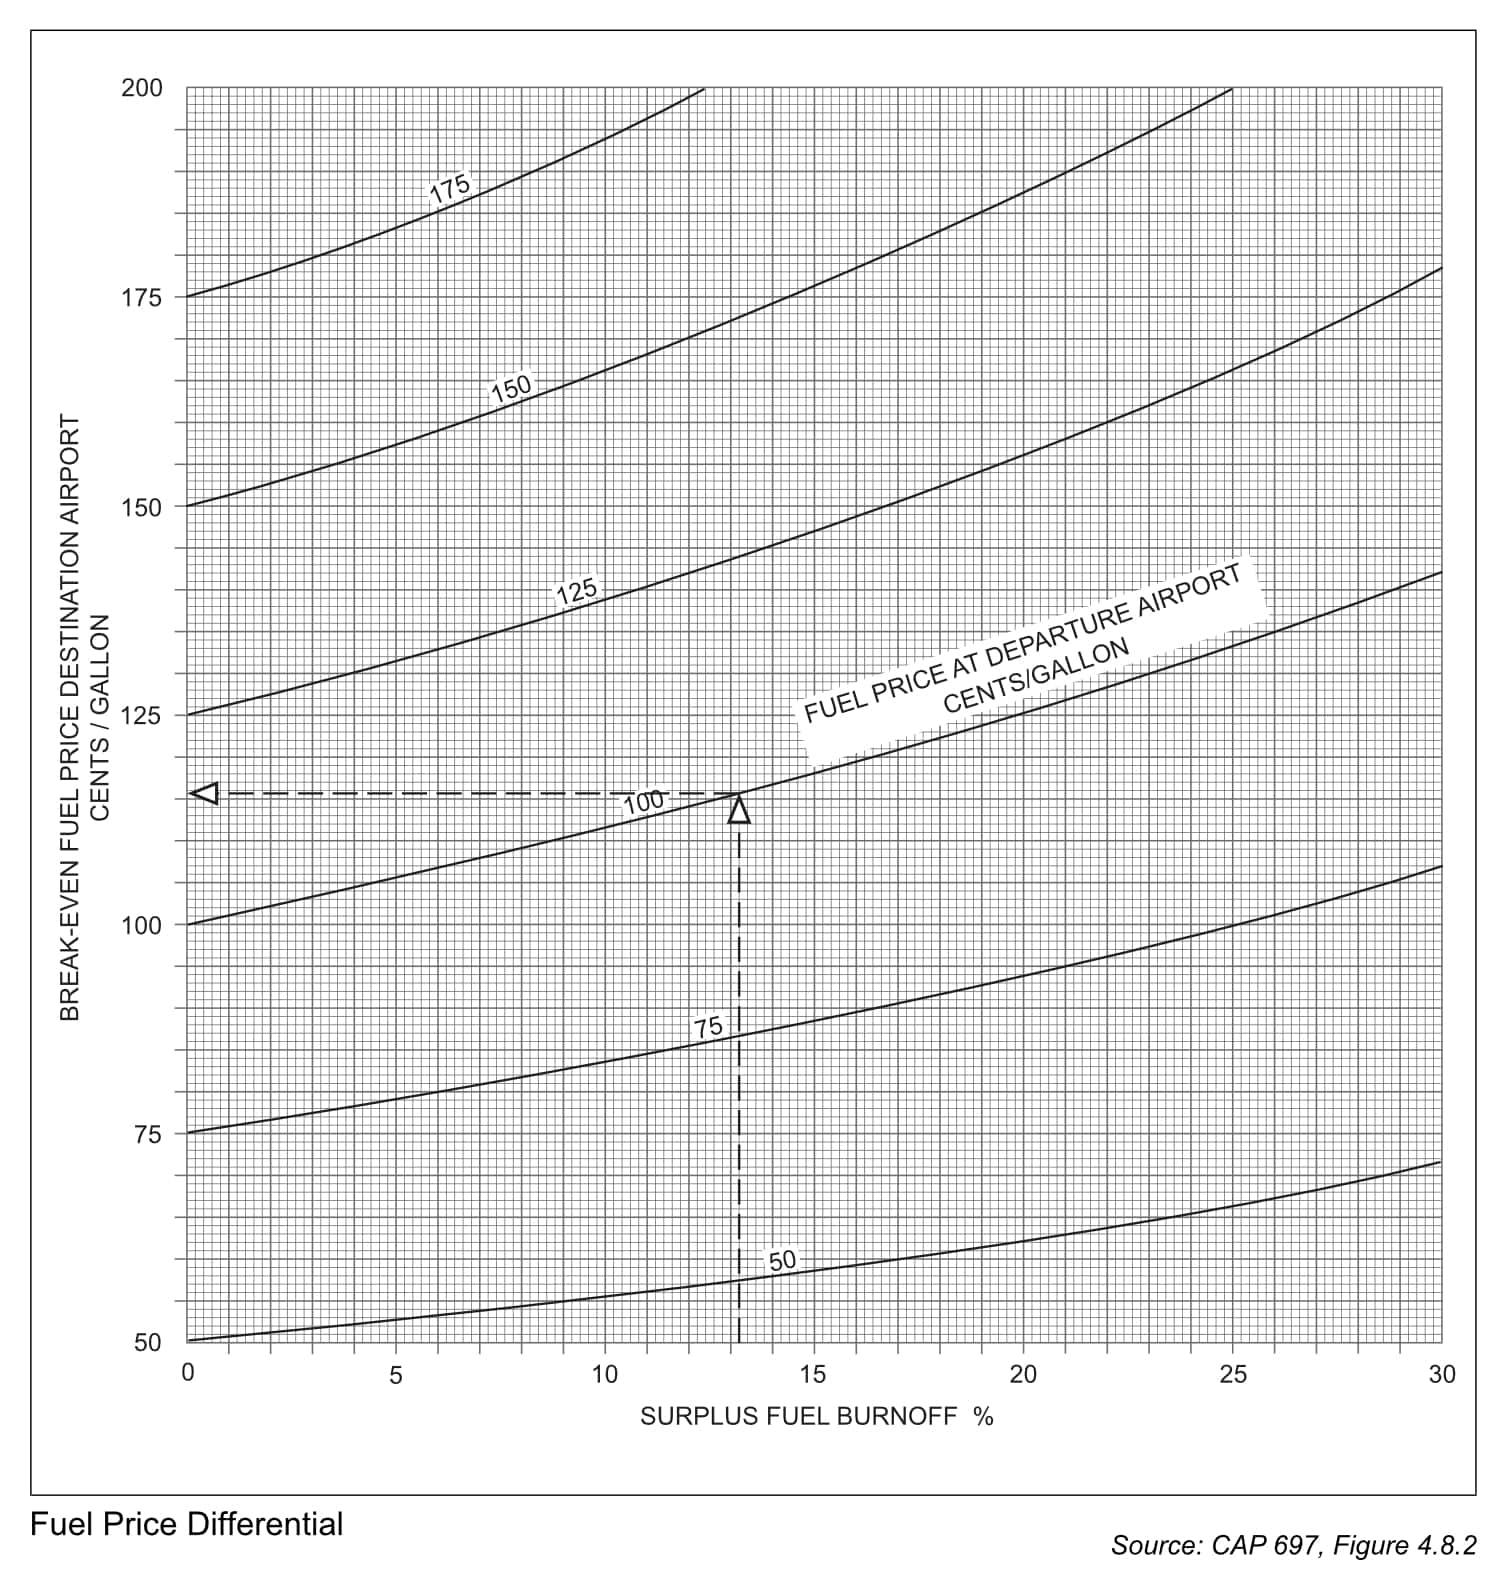 BREAK-EVEN FUEL PRICE DESTINATION AIRPORT
CENTS / GALLON
200
175
150
125
100
75
50
175
150
125
FUEL PRICE AT DEPARTURE AIRPORT
CENTS/GALLON
100
75
50
0 5 10 15 20 25 30
SURPLUS FUEL BURNOFF %
Fuel Price Differential
Source: CAP 697, Figure 4.8.2